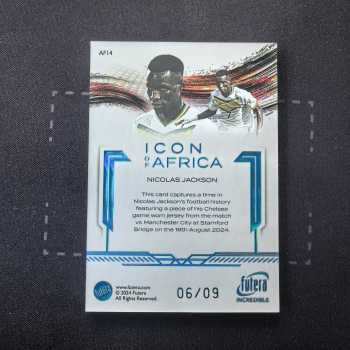 AF14
ICON
OF AFRICA
NICOLAS JACKSON
This card captures a time in
Nicolas Jackson's football history
featuring a piece of his Chelsea
game worn jersey from the match
vs Manchester City at Stamford
Bridge on the 18th August 2024.
www.futera.com
© 2024 Futera
All Rights Reserved.
06/09
futera
INCREDIBLE